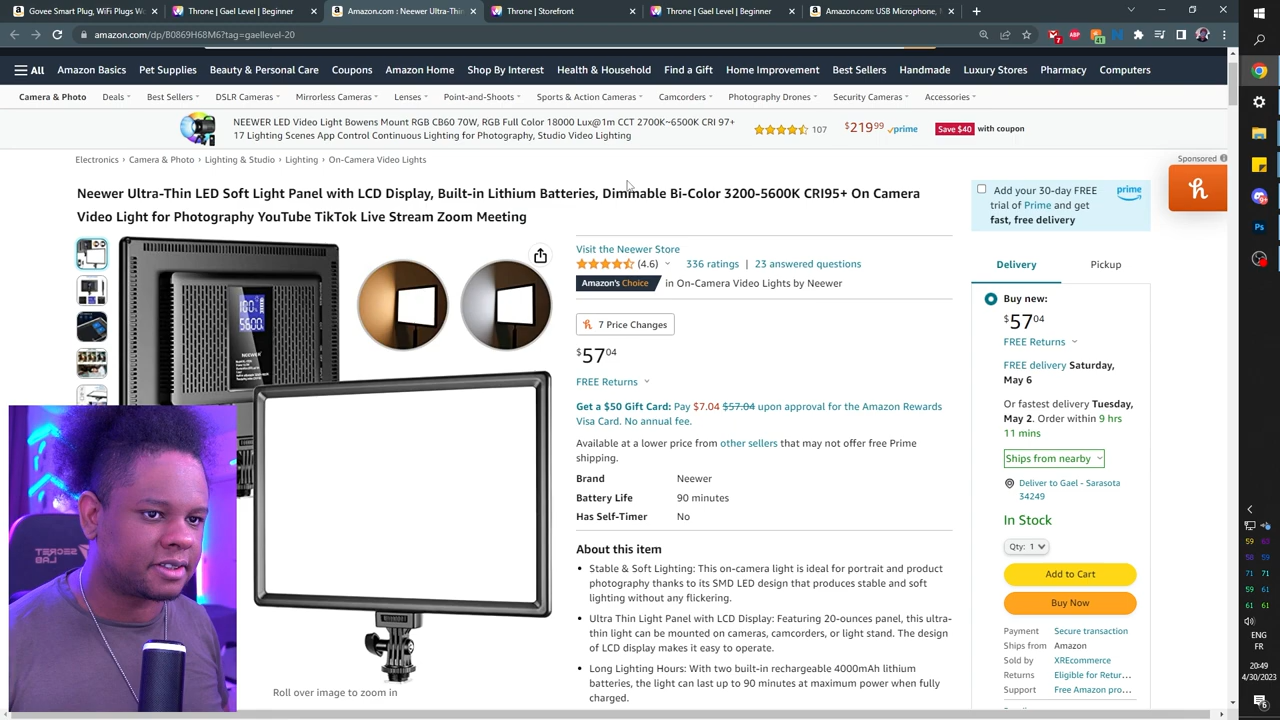 Govee Smart Plug, WiFi Plugs Wo
Govee Lighting
Amazon.com: Neewer Ultra-Thin
Throne | Storefront
Throne | Amazon.com: Razer Ser
Throne | Amazon.com: USB Microphone, M
amazon.com/dp/B0869H68M6?tag=gaellevel-20
All Amazon Basics Pet Supplies Beauty & Personal Care Coupons Amazon Home Shop By Interest Health & Household Find a Gift Home Improvement Best Sellers Handmade Luxury Stores Pharmacy Computers
Camera & Photo Deals Best Sellers DSLR Cameras Mirrorless Cameras Lenses Point-and-Shoots Sports & Action Cameras Camcorders Photography Drones Security Cameras Accessories
NEEWER LED Video Light Bowens Mount RGB CB60 70W, RGB Full Color 18000 Lux@1m CCT 2700K~6500K CRI 97+
17 Lighting Scenes App Control Continuous Lighting for Photography, Studio Video Lighting
107
$219⁹⁹ prime
Save $40 with coupon
Electronics › Camera & Photo › Lighting & Studio › Lighting › On-Camera Video Lights
Sponsored
Neewer Ultra-Thin LED Soft Light Panel with LCD Display, Built-in Lithium Batteries, Dimmable Bi-Color 3200-5600K CRI95+ On Camera
Video Light for Photography YouTube TikTok Live Stream Zoom Meeting
Visit the Neewer Store
(4.6) 336 ratings | 23 answered questions
Amazon's Choice in On-Camera Video Lights by Neewer
7 Price Changes
$57⁰⁴
FREE Returns
Get a $50 Gift Card: Pay $7.04 $57.04 upon approval for the Amazon Rewards
Visa Card. No annual fee.
Available at a lower price from other sellers that may not offer free Prime
shipping.
Brand Neewer
Battery Life 90 minutes
Has Self-Timer No
About this item
• Stable & Soft Lighting: This on-camera light is ideal for portrait and product
photography thanks to its SMD LED design that produces stable and soft
lighting without any flickering.
• Ultra Thin Light Panel with LCD Display: Featuring 20-ounces panel, this ultra-
thin light can be mounted on cameras, camcorders, or light stand. The design
of LCD display makes it easy to operate.
• Long Lighting Hours: With two built-in rechargeable 4000mAh lithium
batteries, the light can last up to 90 minutes at maximum power when fully
charged.
Roll over image to zoom in
100%
5600K
NEEWER
SECRET
LAB
Add your 30-day FREE
trial of Prime and get
fast, free delivery
prime
Delivery Pickup
Buy new:
$57⁰⁴
FREE Returns
FREE delivery Saturday,
May 6
Or fastest delivery Tuesday,
May 2. Order within 9 hrs
11 mins
Ships from nearby
Deliver to Gael - Sarasota
34249
In Stock
Qty: 1
Add to Cart
Buy Now
Payment Secure transaction
Ships from Amazon
Sold by XREcommerce
Returns Eligible for Retur...
Support Free Amazon pro...
ENG
FR
20:49
4/30/2023